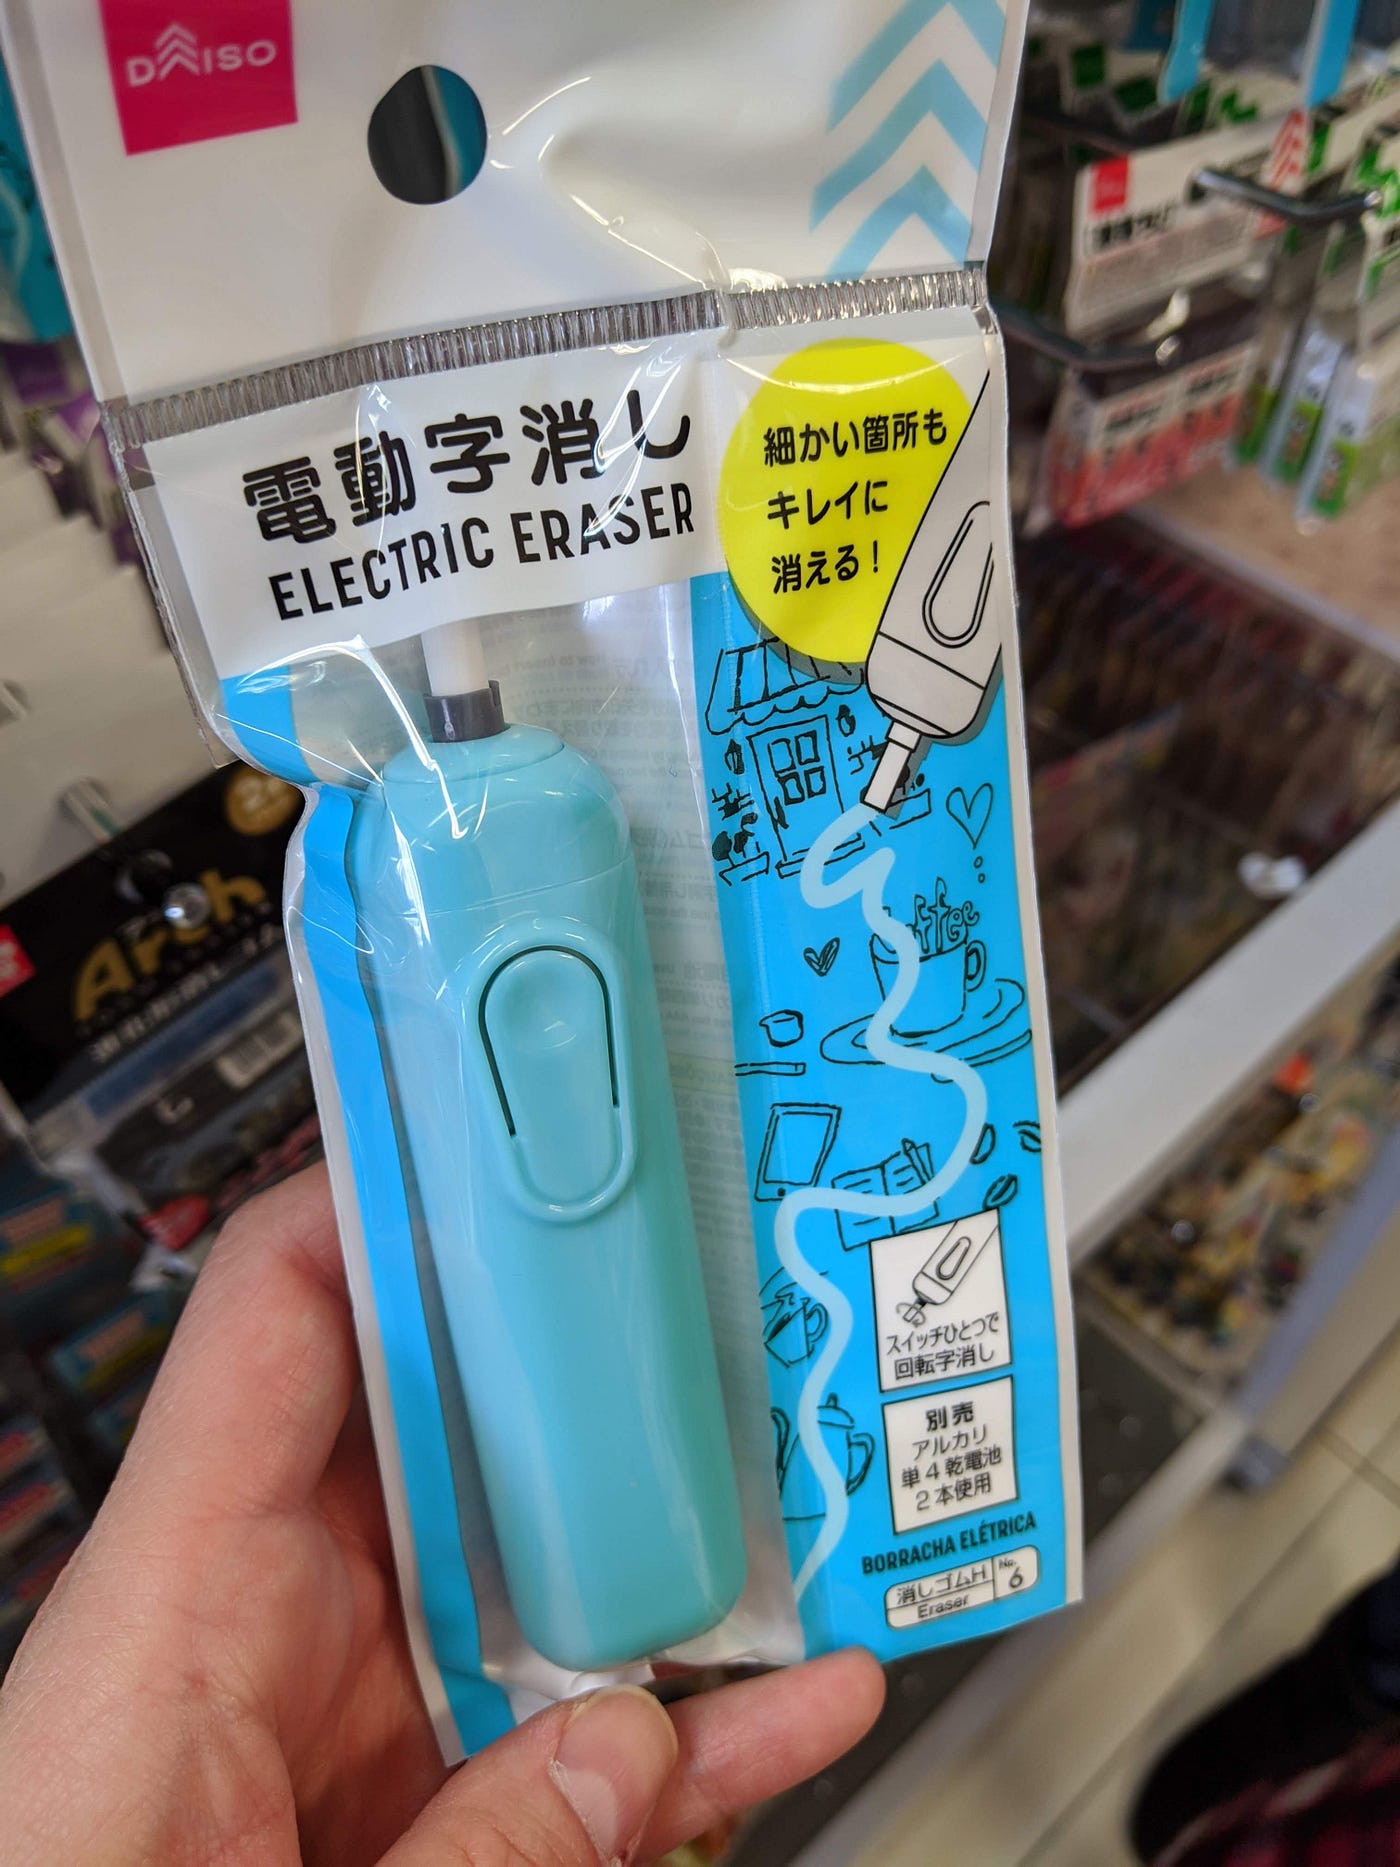 DAISO
電動字消し
ELECTRIC ERASER
細かい箇所も
キレイに
消える!
coffee
スイッチひとつで
回転字消し
別売
アルカリ
単4乾電池
2本使用
BORRACHA ELÉTRICA
消しゴムH
Eraser
No.
6
Arch